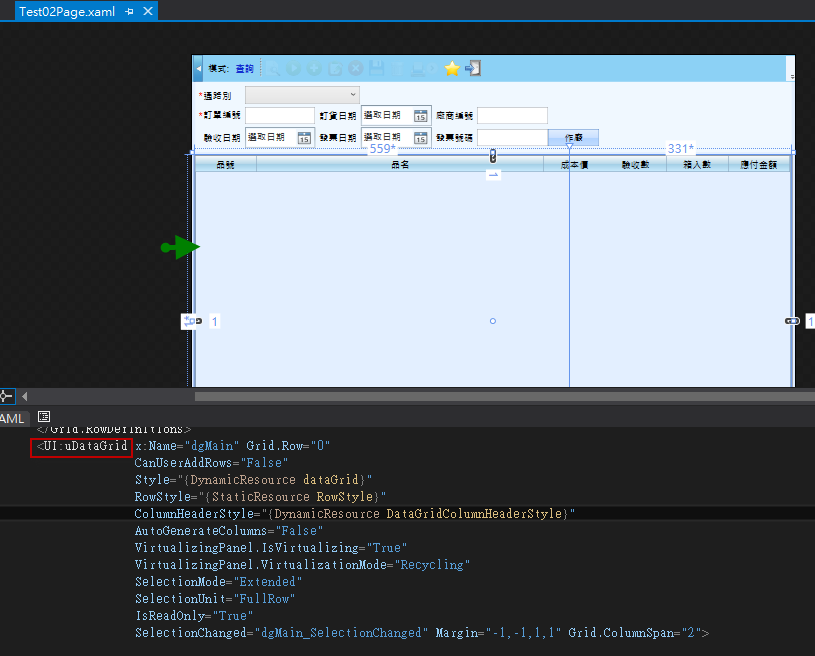 Test02Page.xaml
模式: 查詢
*通路別
*訂單編號 訂貨日期 選取日期 15 廠商編號
驗收日期 選取日期 15 發票日期 選取日期 15 發票號碼 作廢
559* 331*
品號 品名 成本價 驗收數 箱入數 應付金額
1 1
AML
</Grid.RowDefinitions>
<UI:uDataGrid x:Name="dgMain" Grid.Row="0"
CanUserAddRows="False"
Style="{DynamicResource dataGrid}"
RowStyle="{StaticResource RowStyle}"
ColumnHeaderStyle="{DynamicResource DataGridColumnHeaderStyle}"
AutoGenerateColumns="False"
VirtualizingPanel.IsVirtualizing="True"
VirtualizingPanel.VirtualizationMode="Recycling"
SelectionMode="Extended"
SelectionUnit="FullRow"
IsReadOnly="True"
SelectionChanged="dgMain_SelectionChanged" Margin="-1,-1,1,1" Grid.ColumnSpan="2">